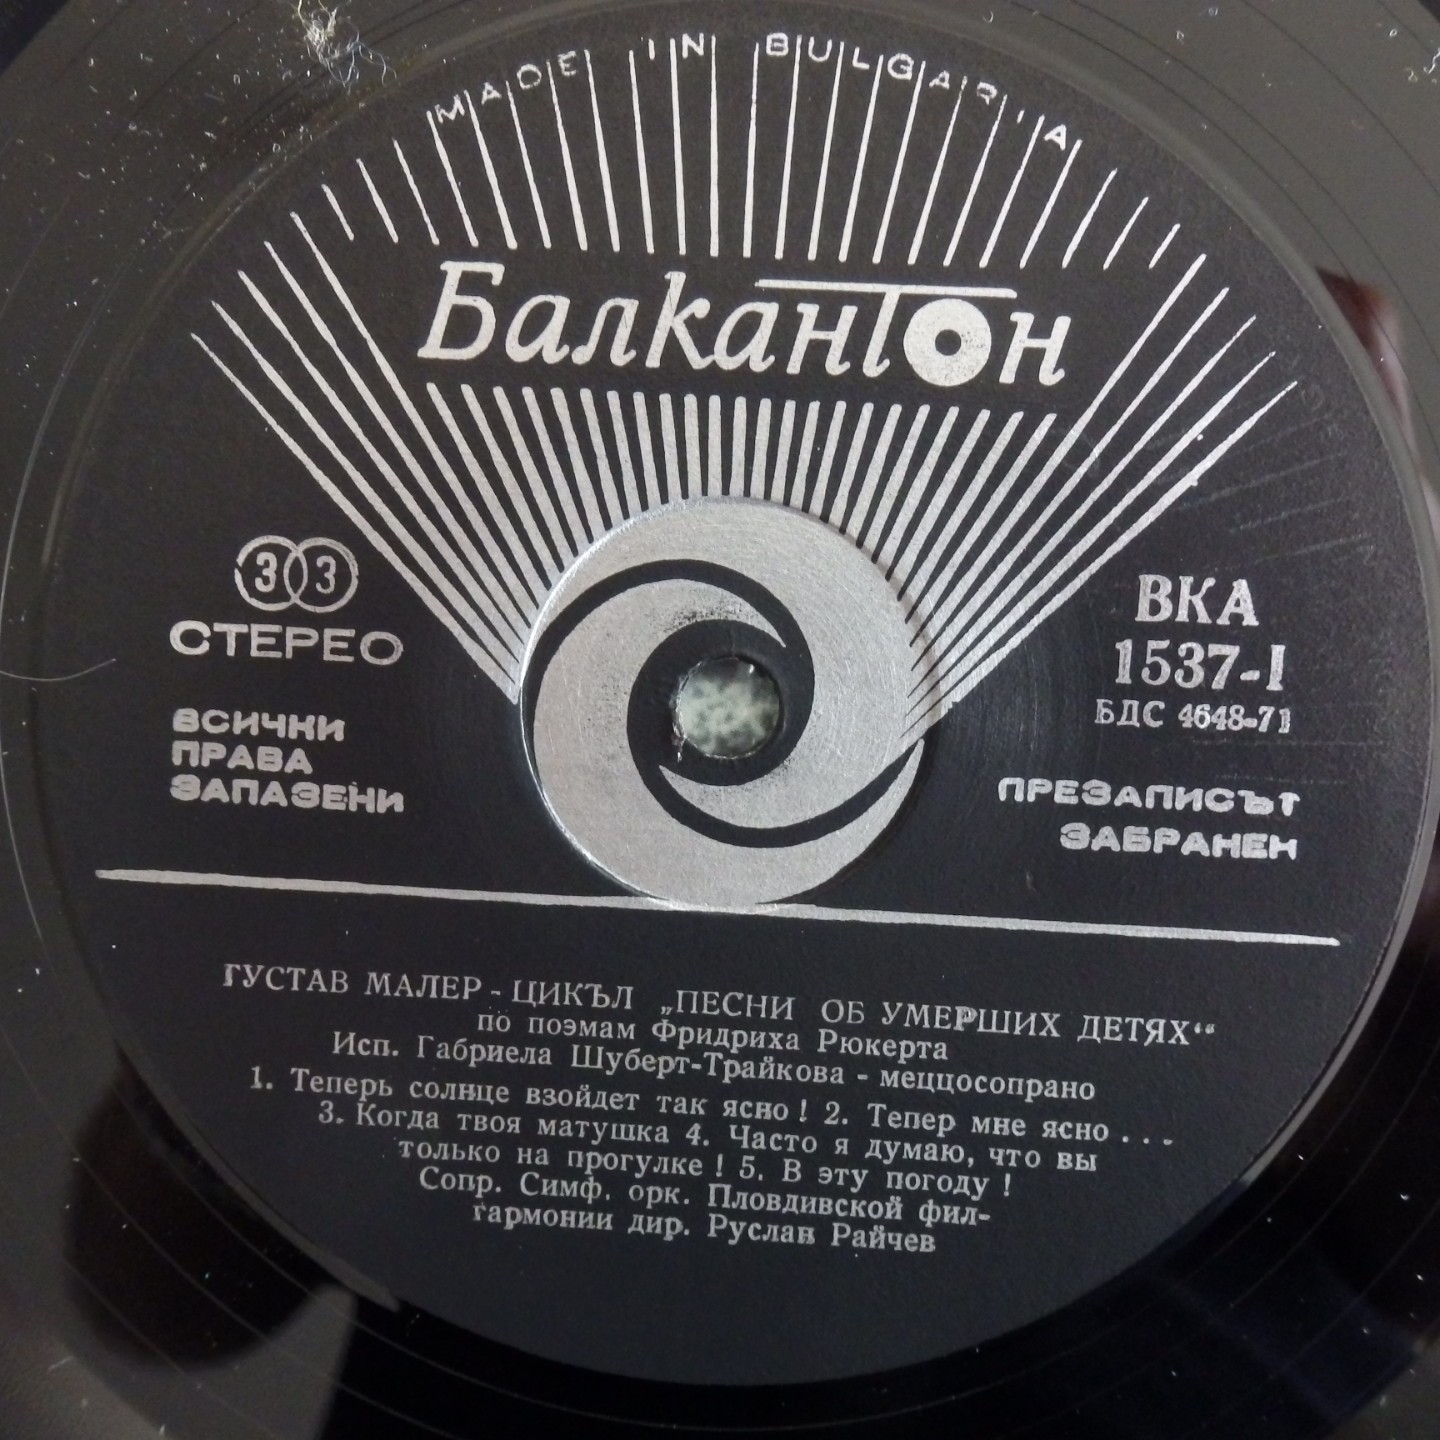 MADE IN BULGARIA
Балкантон
33
СТЕРЕО
ВСИЧКИ
ПРАВА
ЗАПАЗЕНИ
ВКА
1537-I
БДС 4648-71
ПРЕЗАПИСЪТ
ЗАБРАНЕН
ГУСТАВ МАЛЕР - ЦИКЪЛ „ПЕСНИ ОБ УМЕРШИХ ДЕТЯХ“
по поэмам Фридриха Рюкерта
Исп. Габриела Шуберт-Трайкова - меццосопрано
1. Теперь солнце взойдет так ясно! 2. Тепер мне ясно . . .
3. Когда твоя матушка 4. Часто я думаю, что вы
только на прогулке! 5. В эту погоду!
Сопр. Симф. орк. Пловдивской фил-
гармонии дир. Руслан Райчев